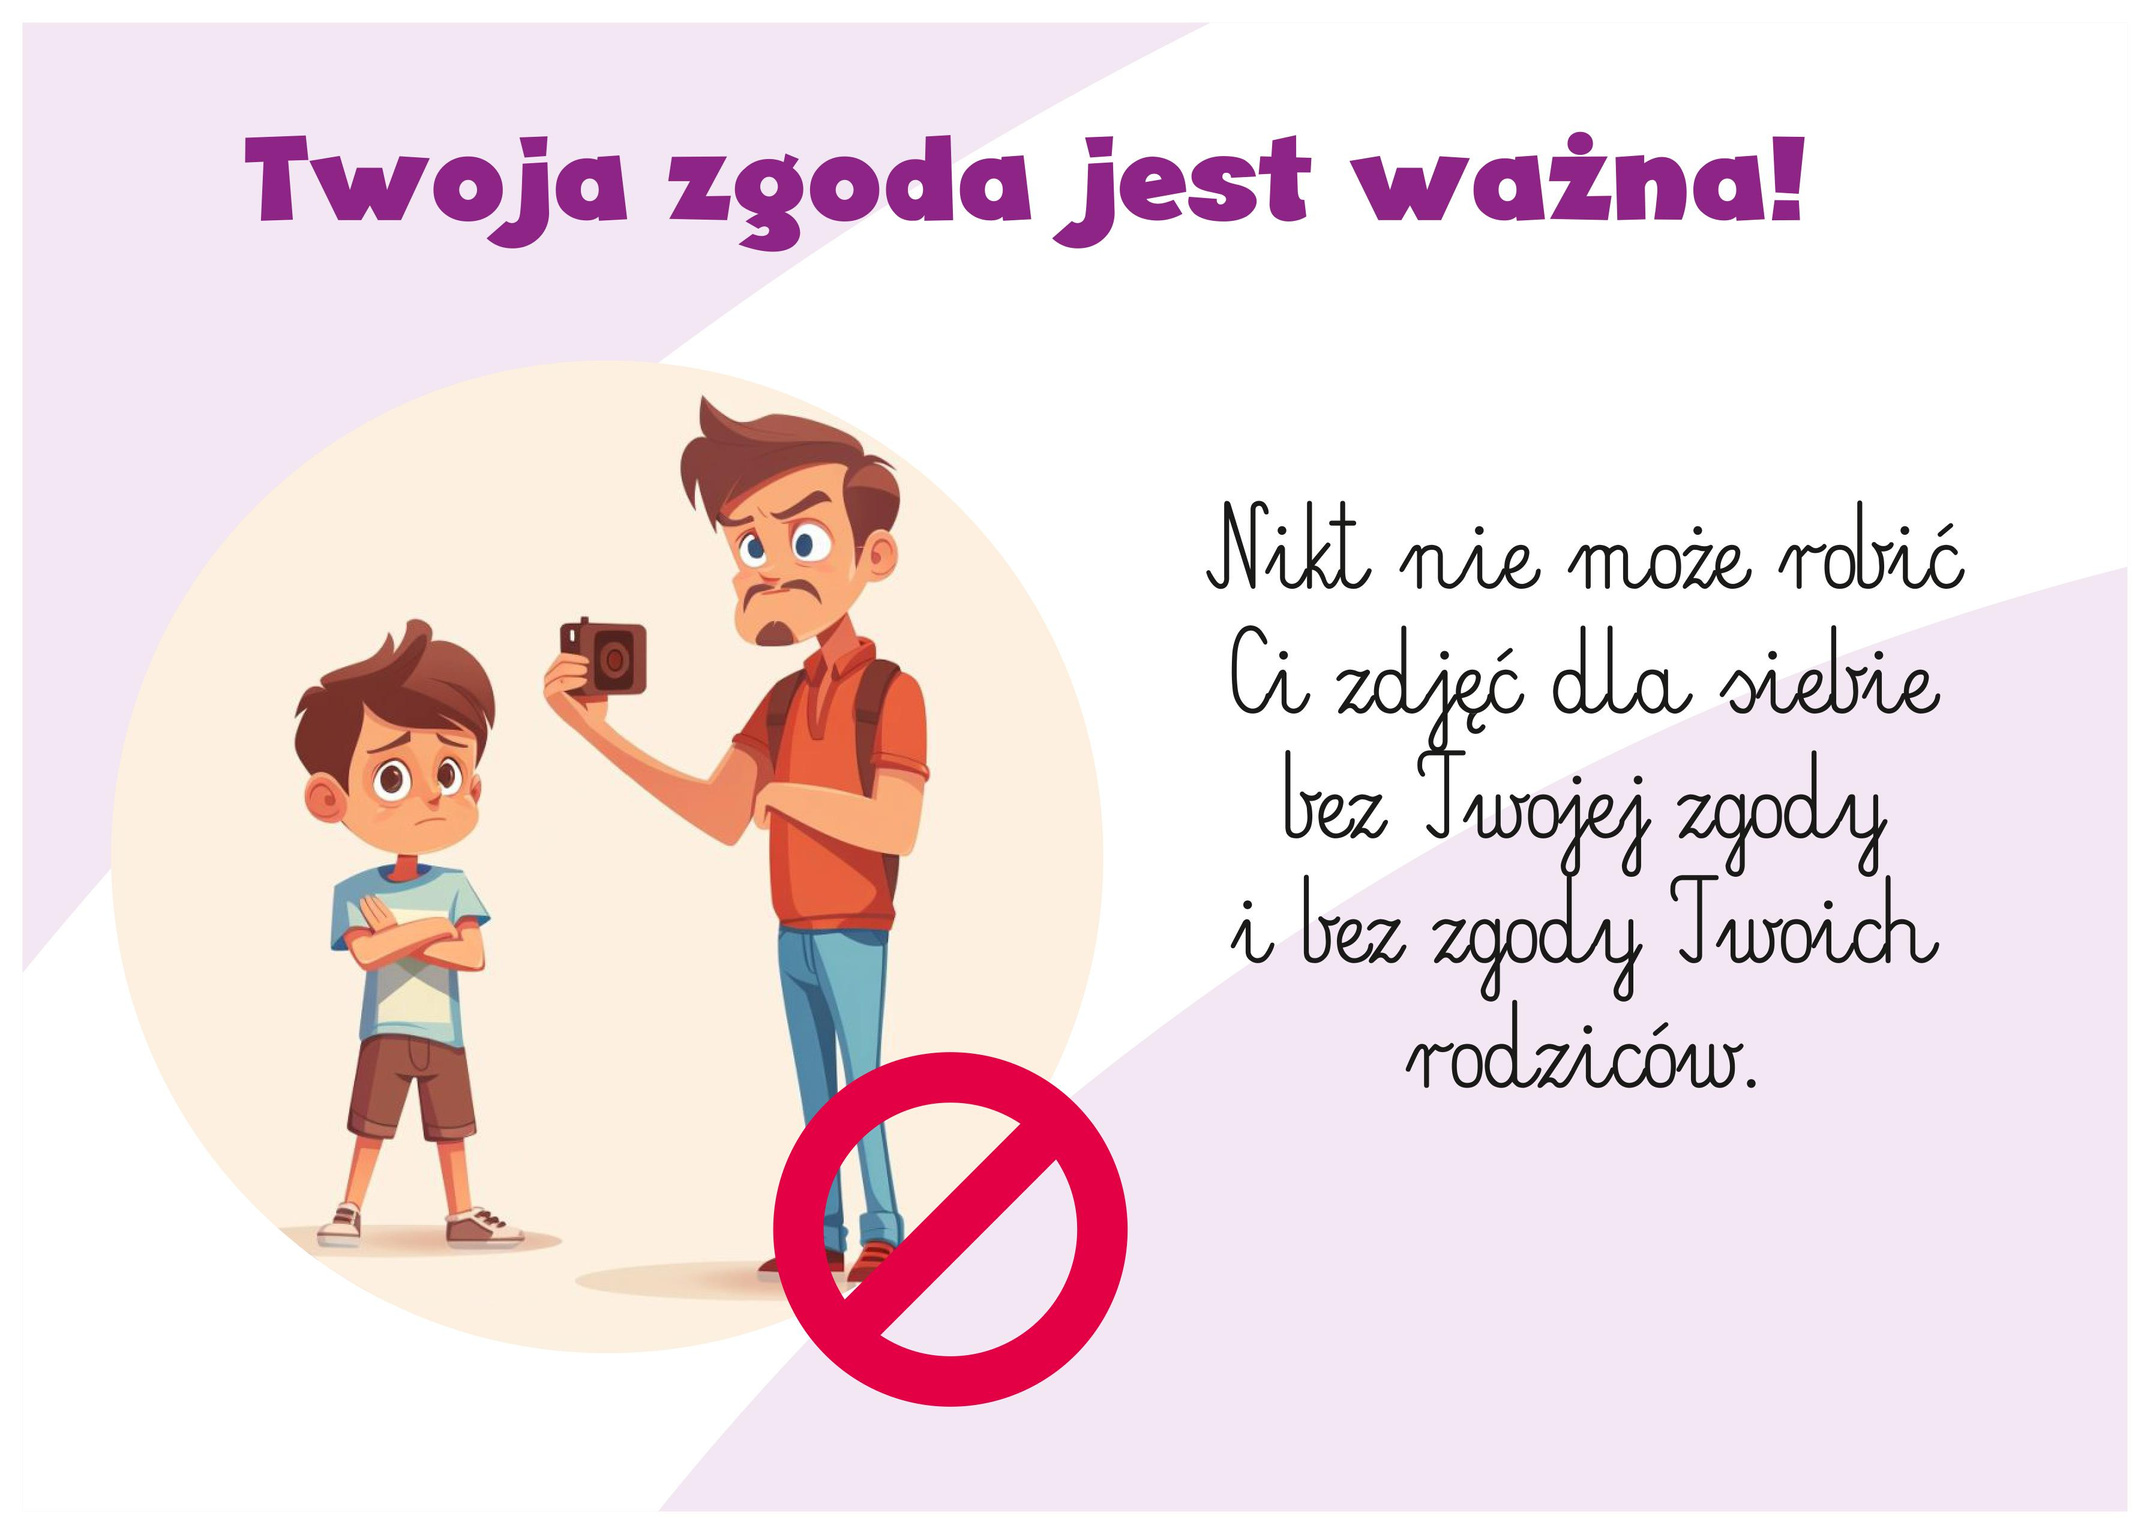 Twoja zgoda jest ważna!
Nikt nie może robić
Ci zdjęć dla siebie
bez Twojej zgody
i bez zgody Twoich
rodziców.